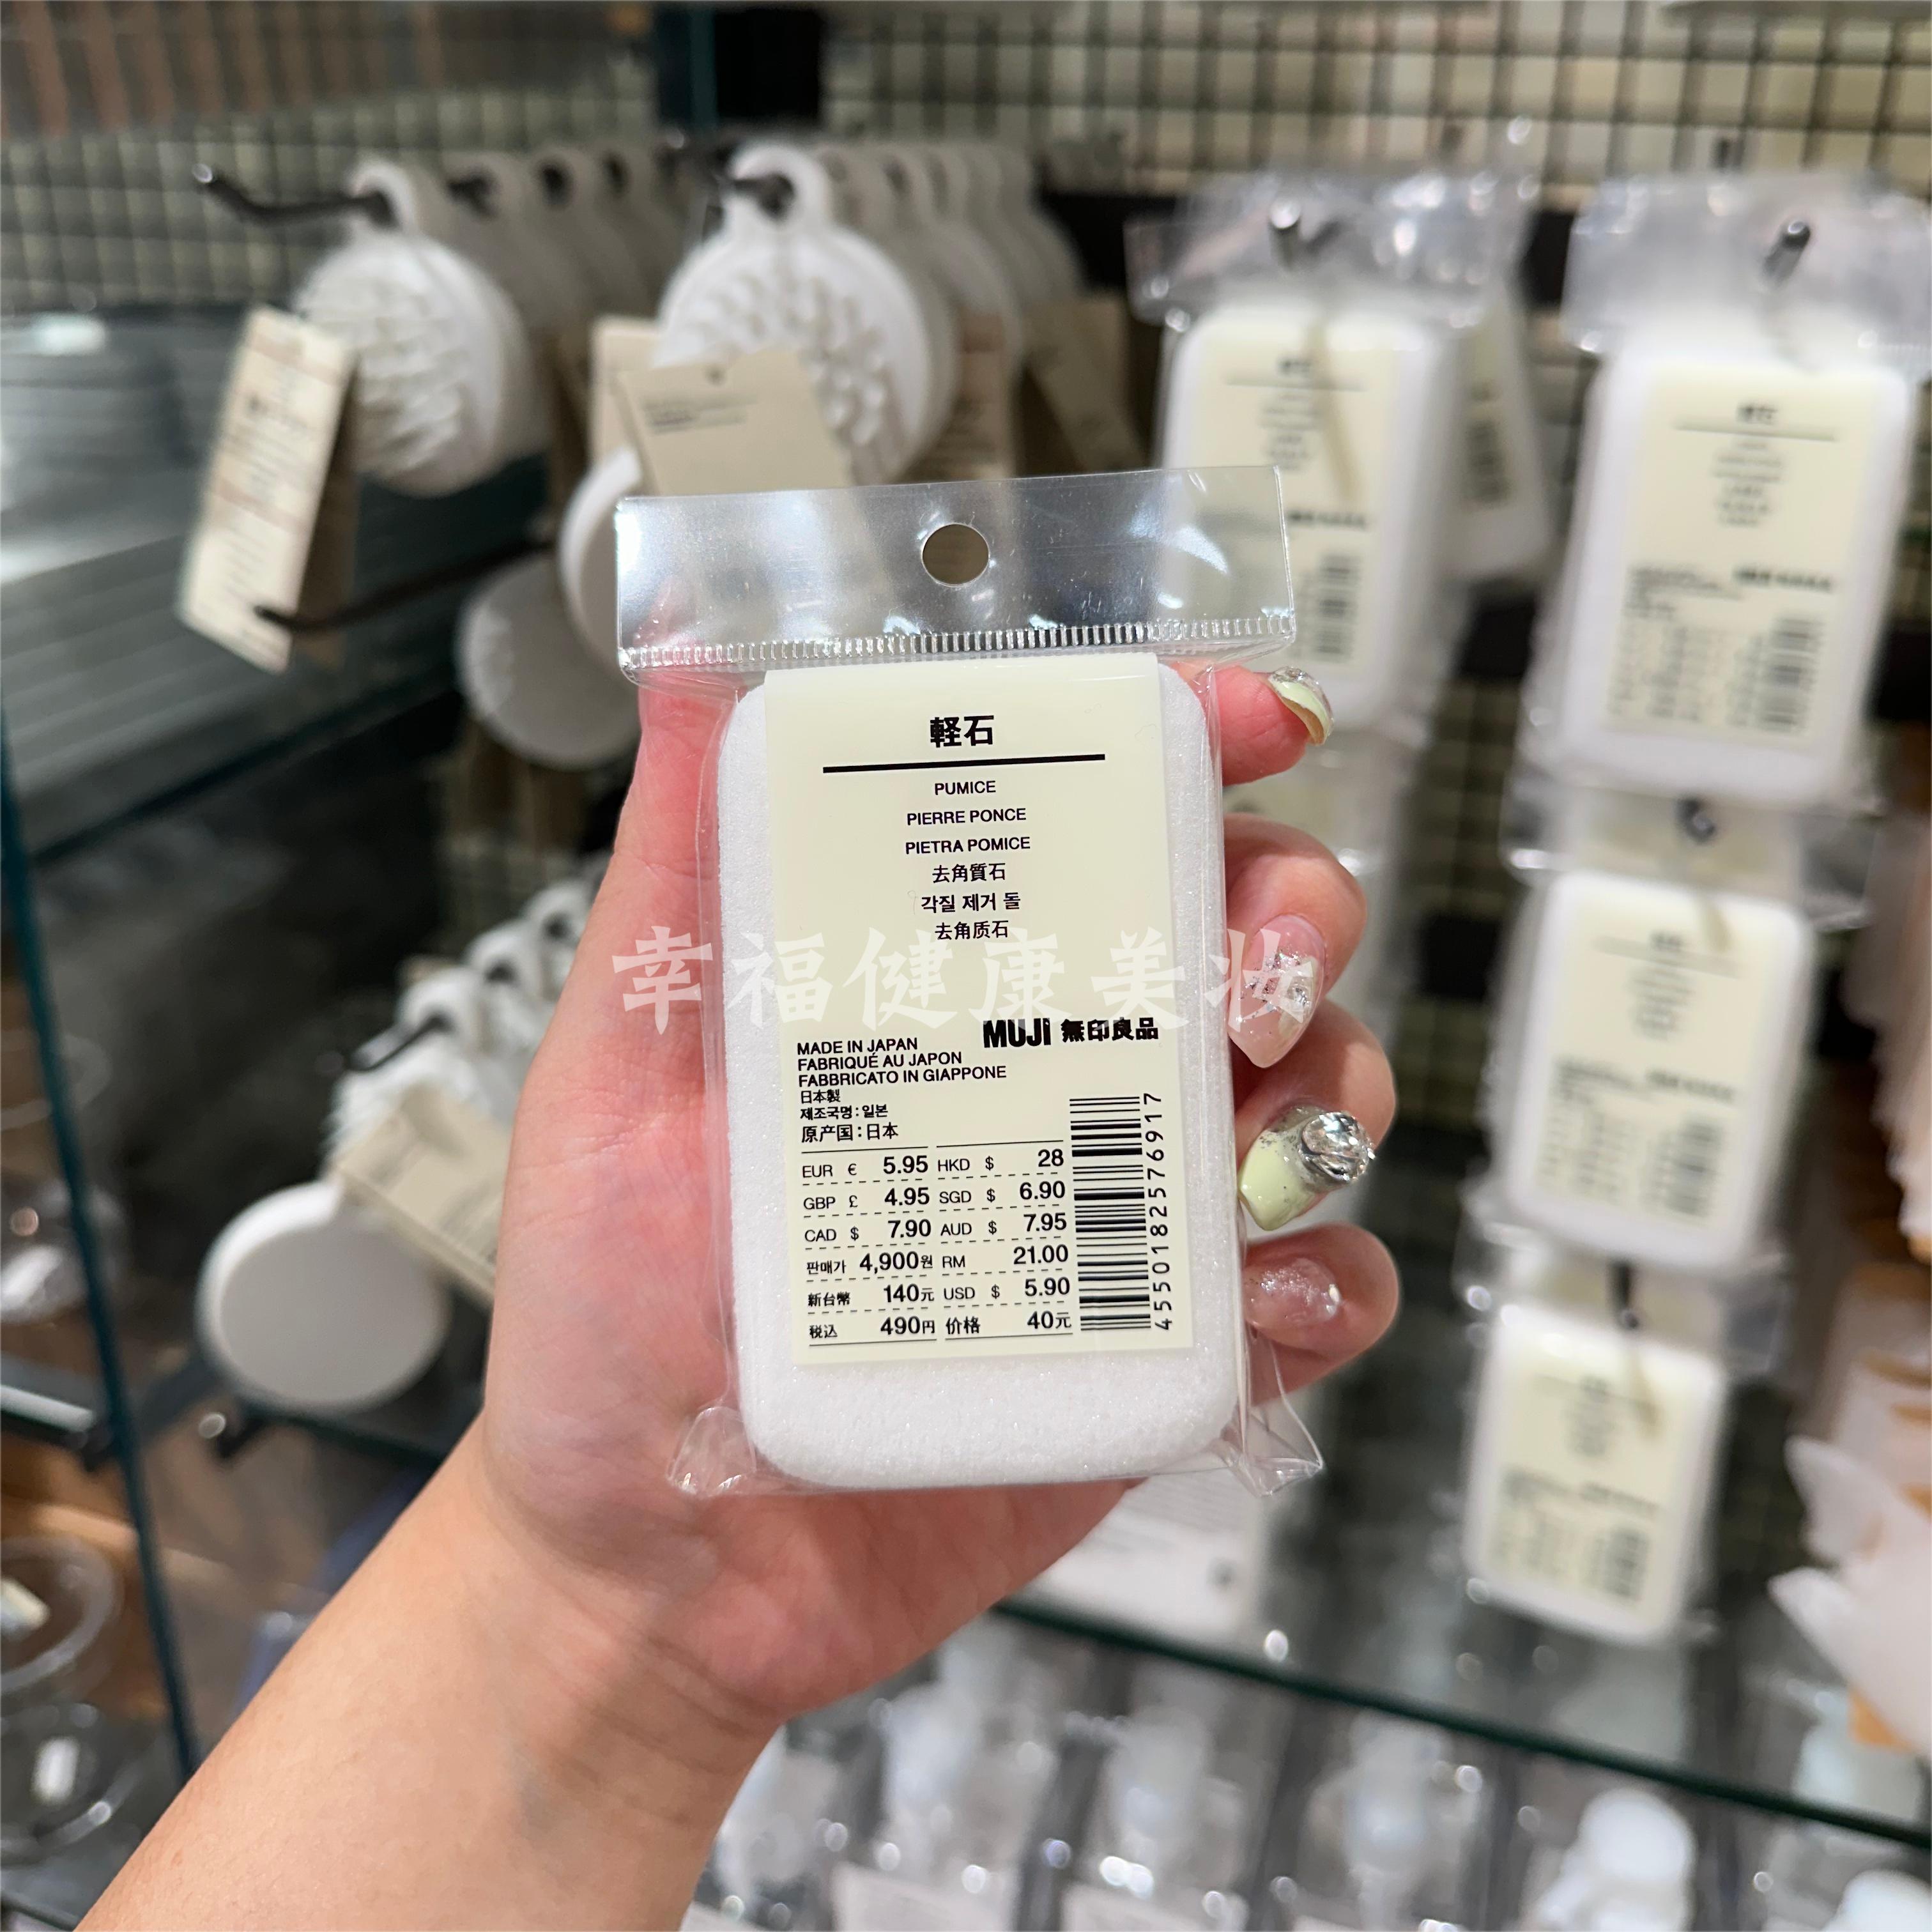 軽石
PUMICE
PIERRE PONCE
PIETRA POMICE
去角質石
각질 제거 돌
去角质石
幸福健康美妆
MUJI 無印良品
MADE IN JAPAN
FABRIQUÉ AU JAPON
FABBRICATO IN GIAPPONE
日本製
제조국명:일본
原产国:日本
EUR € 5.95 HKD $ 28
GBP £ 4.95 SGD $ 6.90
CAD $ 7.90 AUD $ 7.95
판매가 4,900원 RM 21.00
新台幣 140元 USD $ 5.90
税込 490円 价格 40元
4550182576917
軽石
軽石